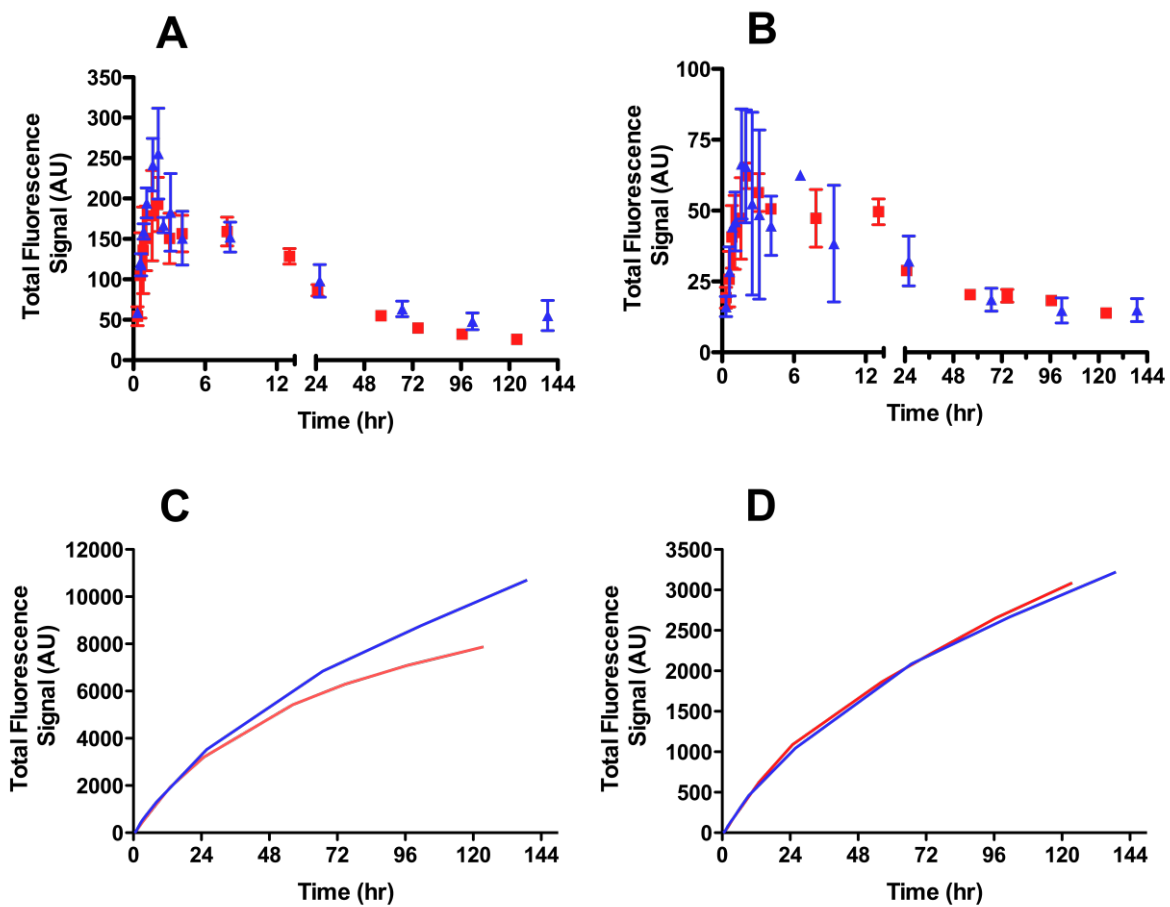 A
Total Fluorescence
Signal (AU)
350
300
250
200
150
100
50
0
0 6 12 24 48 72 96 120 144
Time (hr)
B
Total Fluorescence
Signal (AU)
100
75
50
25
0
0 6 12 24 48 72 96 120 144
Time (hr)
C
Total Fluorescence
Signal (AU)
12000
10000
8000
6000
4000
2000
0
0 24 48 72 96 120 144
Time (hr)
D
Total Fluorescence
Signal (AU)
3500
3000
2500
2000
1500
1000
500
0
0 24 48 72 96 120 144
Time (hr)